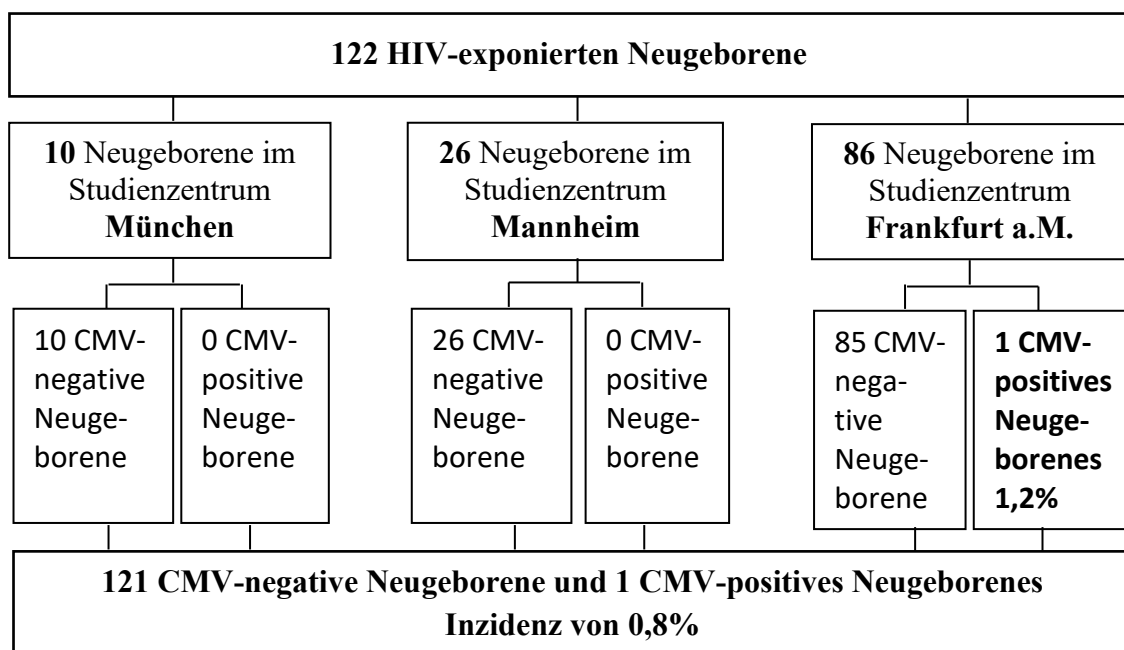 122 HIV-exponierten Neugeborene
10 Neugeborene im
Studienzentrum
München
26 Neugeborene im
Studienzentrum
Mannheim
86 Neugeborene im
Studienzentrum
Frankfurt a.M.
10 CMV-
negative
Neuge-
borene
0 CMV-
positive
Neuge-
borene
26 CMV-
negative
Neuge-
borene
0 CMV-
positive
Neuge-
borene
85 CMV-
nega-
tive
Neuge-
borene
1 CMV-
positives
Neuge-
borenes
1,2%
121 CMV-negative Neugeborene und 1 CMV-positives Neugeborenes
Inzidenz von 0,8%